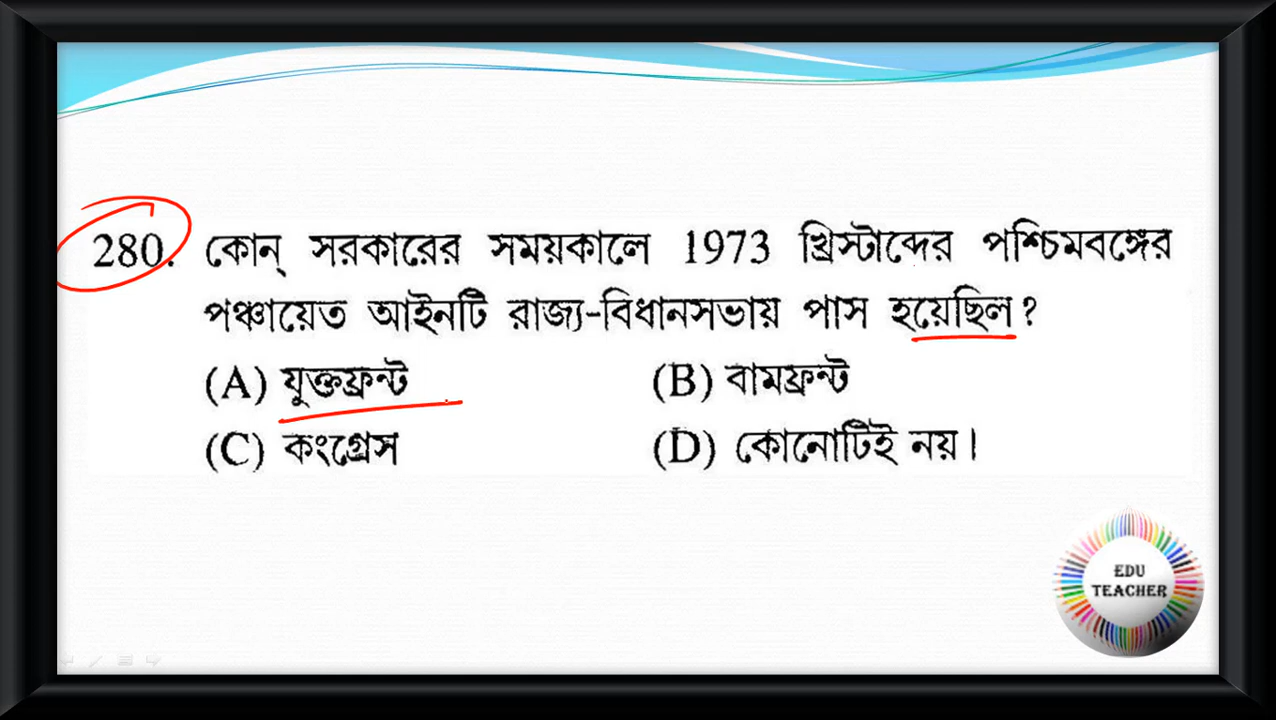 280. কোন্ সরকারের সময়কালে 1973 খ্রিস্টাব্দের পশ্চিমবঙ্গের
পঞ্চায়েত আইনটি রাজ্য-বিধানসভায় পাস হয়েছিল?
(A) যুক্তফ্রন্ট (B) বামফ্রন্ট
(C) কংগ্রেস (D) কোনোটিই নয়।
EDU
TEACHER